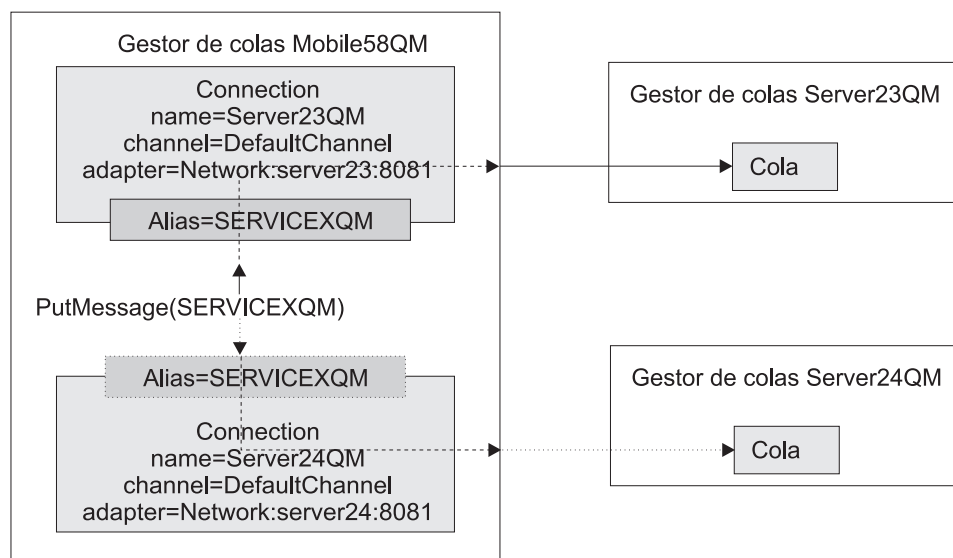 Gestor de colas Mobile58QM
Connection
name=Server23QM
channel=DefaultChannel
adapter=Network:server23:8081
Alias=SERVICEXQM
PutMessage(SERVICEXQM)
Alias=SERVICEXQM
Connection
name=Server24QM
channel=DefaultChannel
adapter=Network:server24:8081
Gestor de colas Server23QM
Cola
Gestor de colas Server24QM
Cola